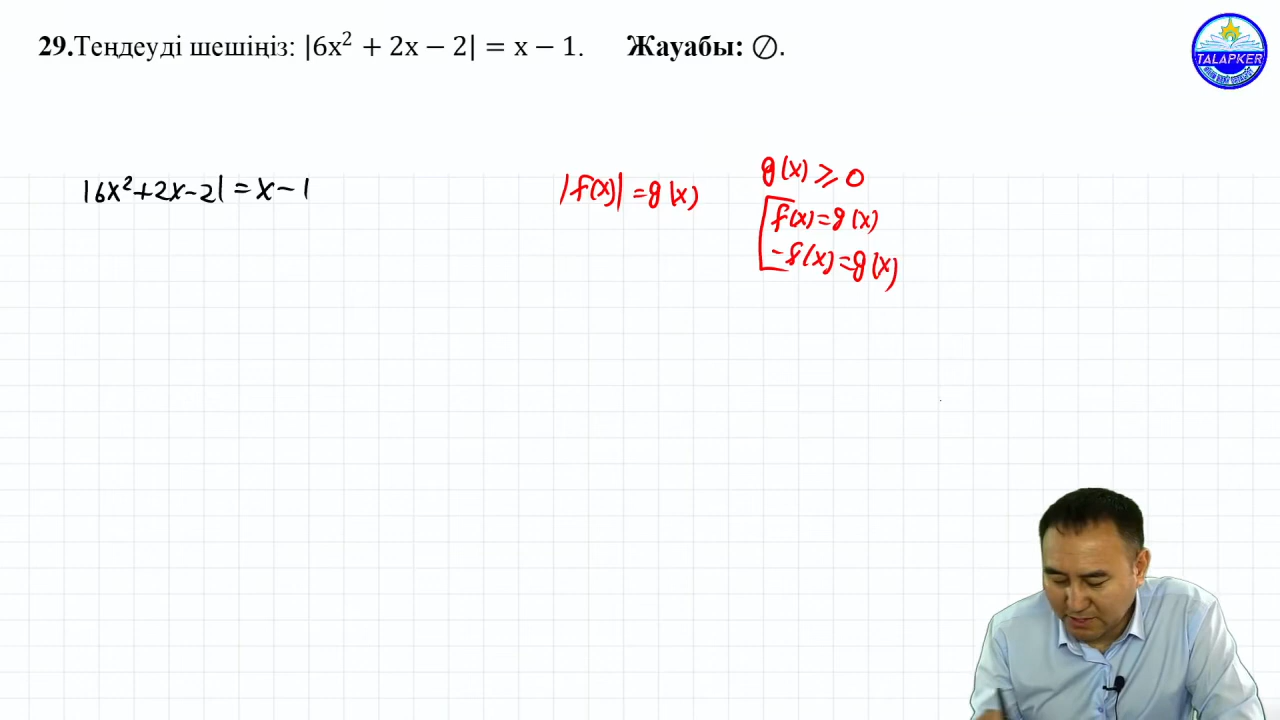 29.Теңдеуді шешіңіз: |6x² + 2x − 2| = x − 1. Жауабы: ∅.
TALAPKER
|6x²+2x-2| = x-1
|f(x)| = g(x)
g(x) ⩾ 0
f(x)=g(x)
-f(x)=g(x)